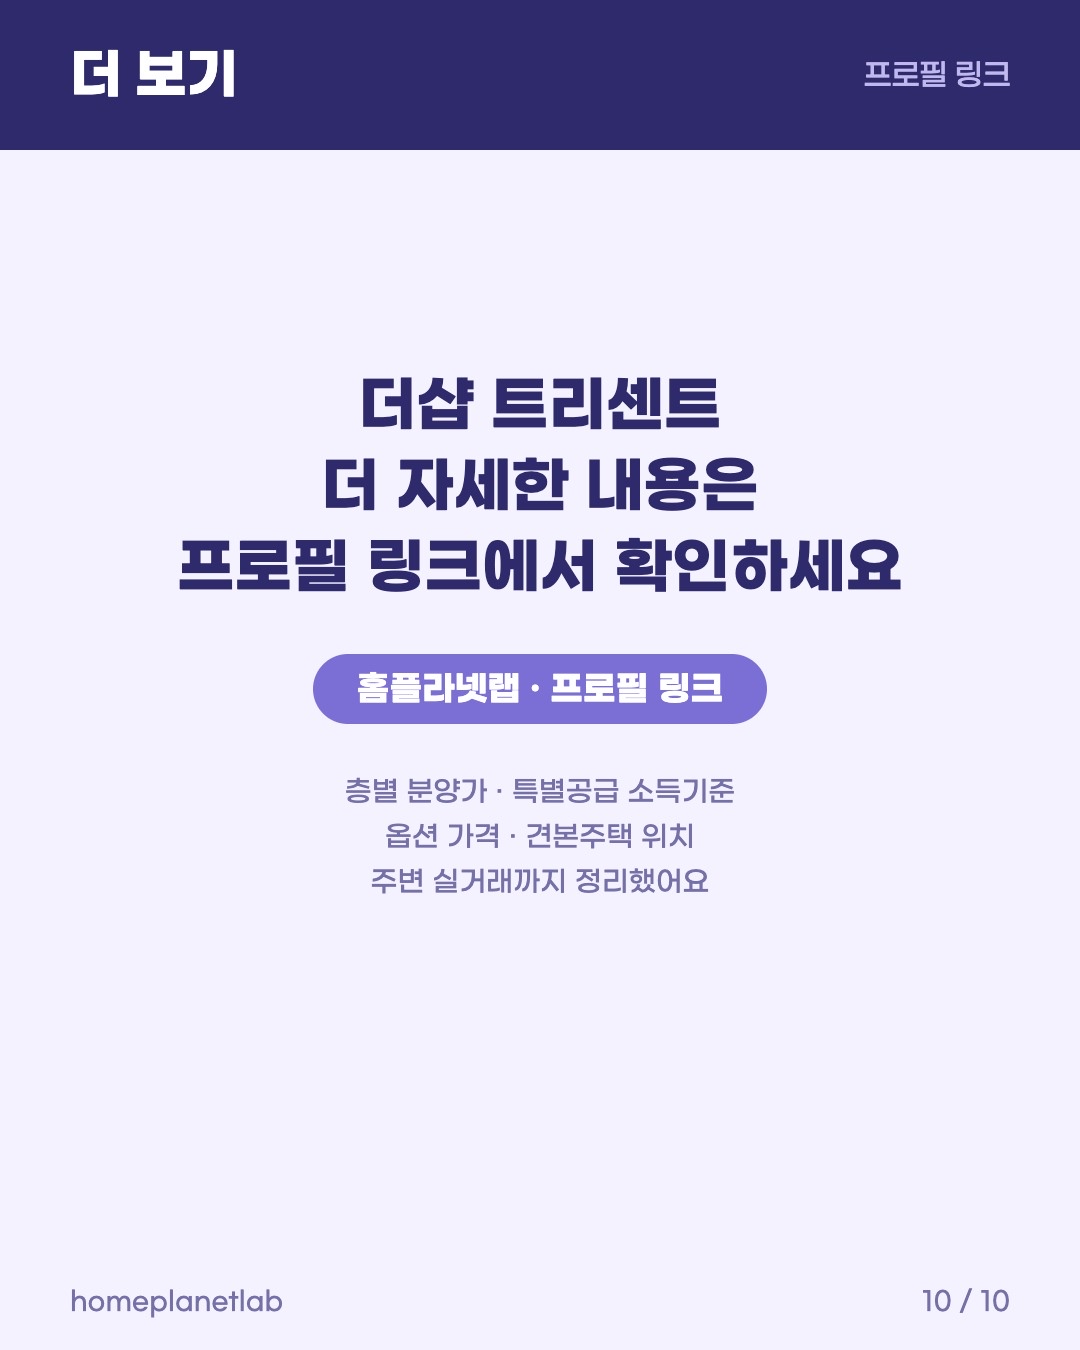 더 보기
프로필 링크
더샵 트리센트
더 자세한 내용은
프로필 링크에서 확인하세요
홈플라넷랩 · 프로필 링크
층별 분양가 · 특별공급 소득기준
옵션 가격 · 견본주택 위치
주변 실거래까지 정리했어요
homeplanetlab
10 / 10